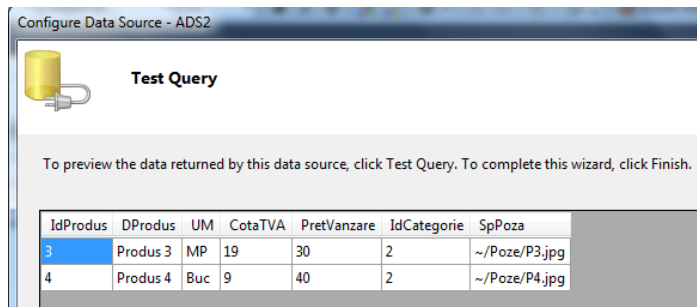 Configure Data Source - ADS2
Test Query
To preview the data returned by this data source, click Test Query. To complete this wizard, click Finish.
IdProdus DProdus UM CotaTVA PretVanzare IdCategorie SpPoza
3 Produs 3 MP 19 30 2 ~/Poze/P3.jpg
4 Produs 4 Buc 9 40 2 ~/Poze/P4.jpg